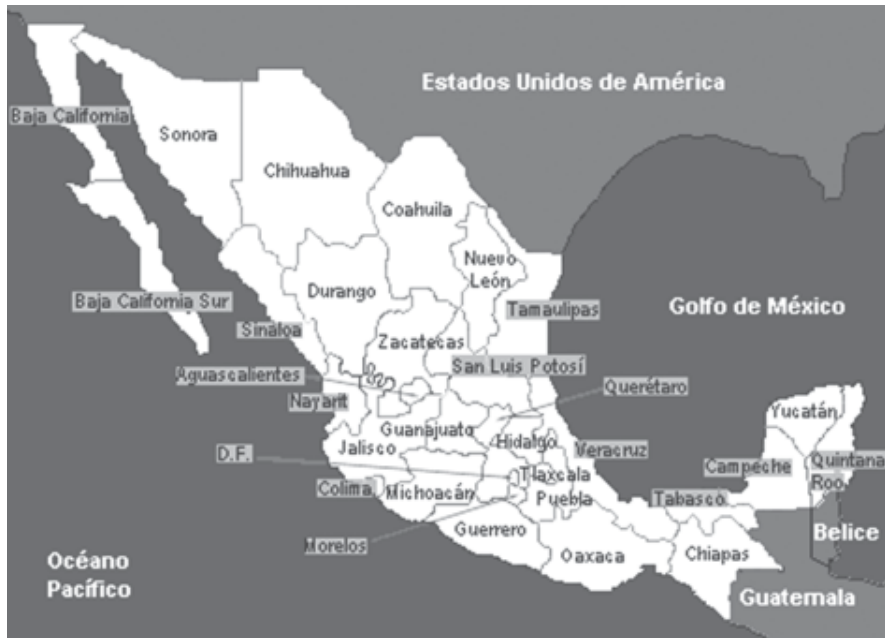 Estados Unidos de América
Baja California
Sonora
Chihuahua
Coahuila
Nuevo
León
Durango
Baja California Sur
Sinaloa
Tamaulipas
Golfo de México
Zacatecas
San Luis Potosí
Aguascalientes
Querétaro
Nayarit
Yucatán
Guanajuato
Hidalgo
Jalisco
Veracruz
D.F.
Campeche
Quintana
Roo
Tlaxcala
Colima
Michoacán
Puebla
Tabasco
Guerrero
Belice
Morelos
Oaxaca
Chiapas
Océano
Pacífico
Guatemala